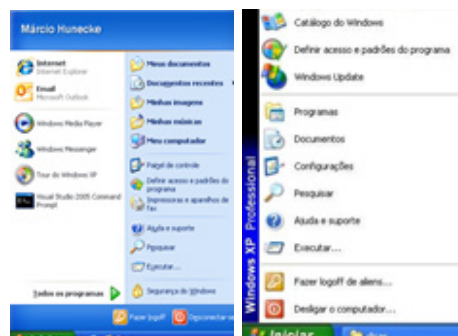 Márcio Hunecke
Internet
Internet Explorer
Email
Microsoft Outlook
Windows Media Player
Windows Messenger
Tour do Windows XP
Visual Studio 2005 Command
Prompt
Todos os programas
Meus documentos
Documentos recentes
Minhas imagens
Minhas músicas
Meu computador
Painel de controle
Definir acesso e padrões do
programa
Impressoras e aparelhos de
fax
Ajuda e suporte
Pesquisar
Executar...
Segurança do Windows
Fazer logoff
Catálogo do Windows
Definir acesso e padrões do programa
Windows Update
Programas
Documentos
Configurações
Pesquisar
Ajuda e suporte
Executar...
Fazer logoff de aliens...
Desligar o computador...
Windows XP Professional
Iniciar